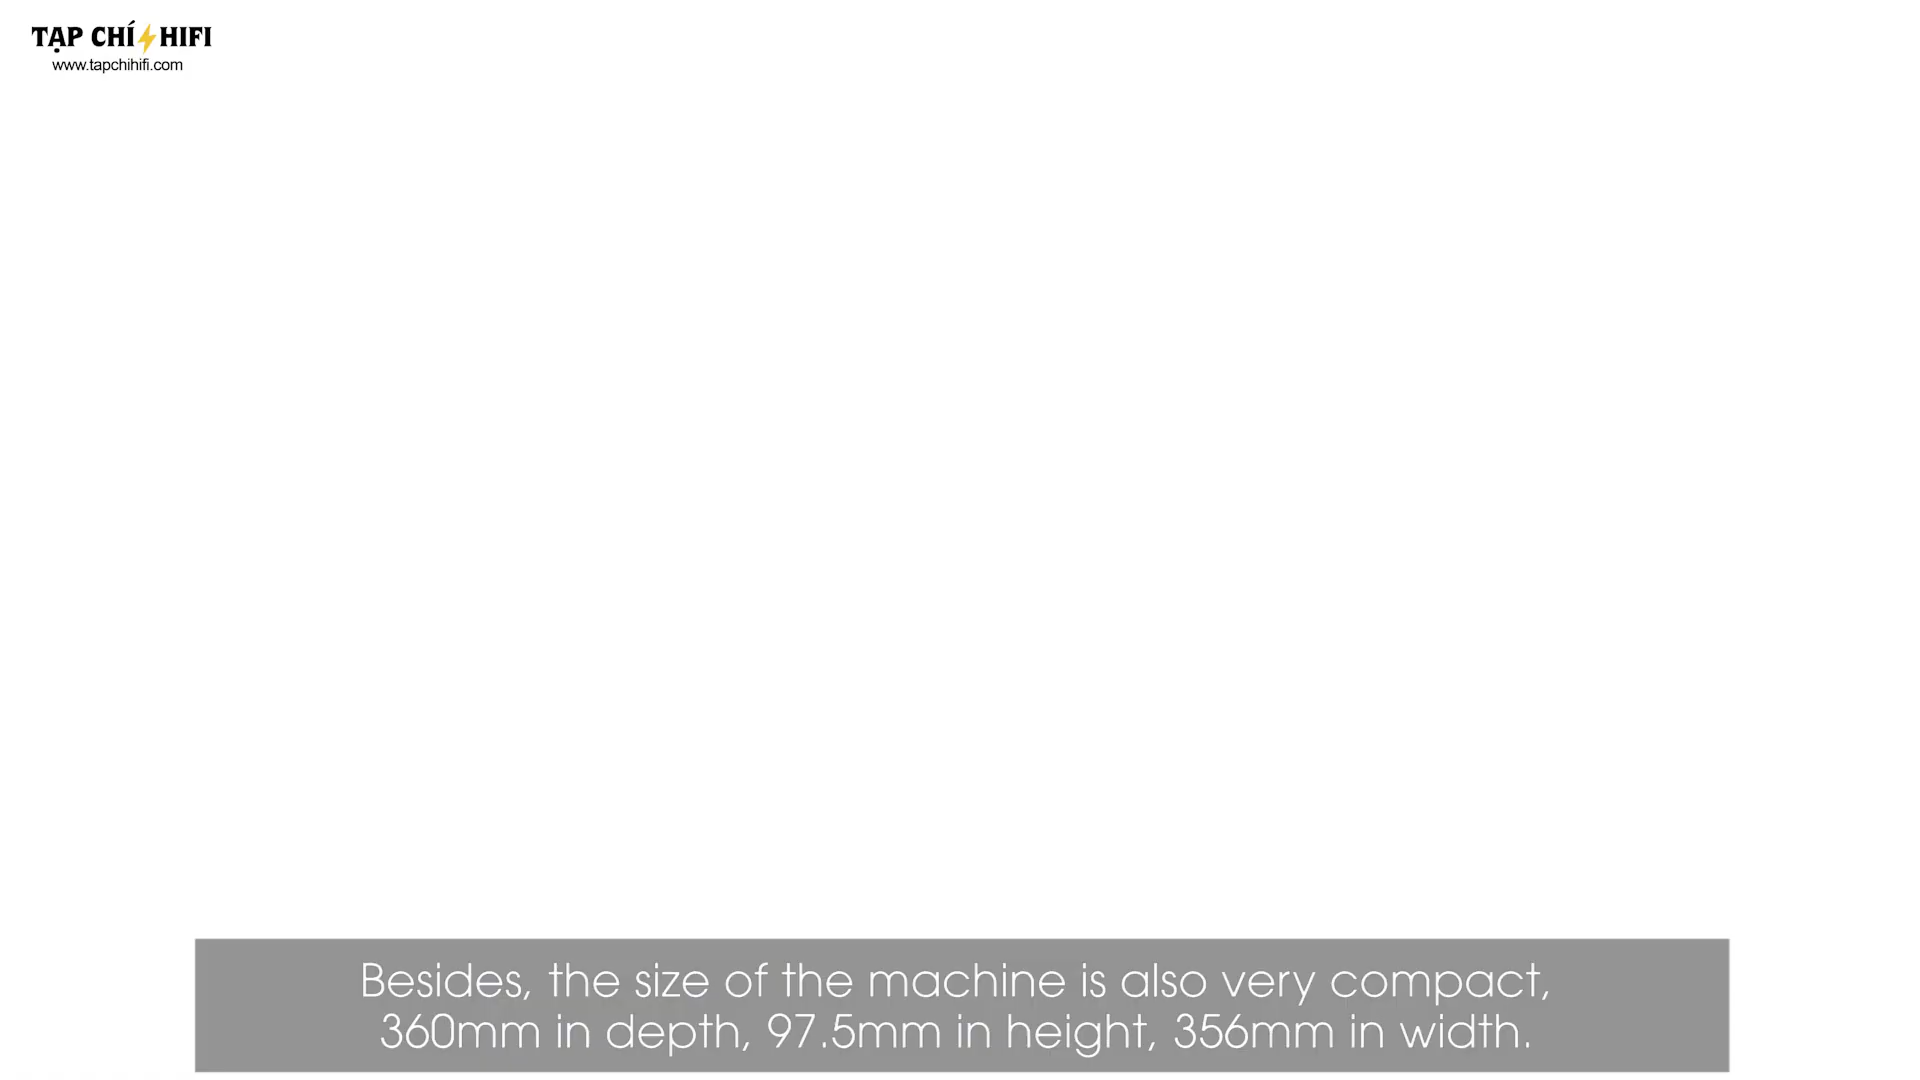 TẠP CHÍ HIFI
www.tapchihifi.com
Besides, the size of the machine is also very compact,
360mm in depth, 97.5mm in height, 356mm in width.